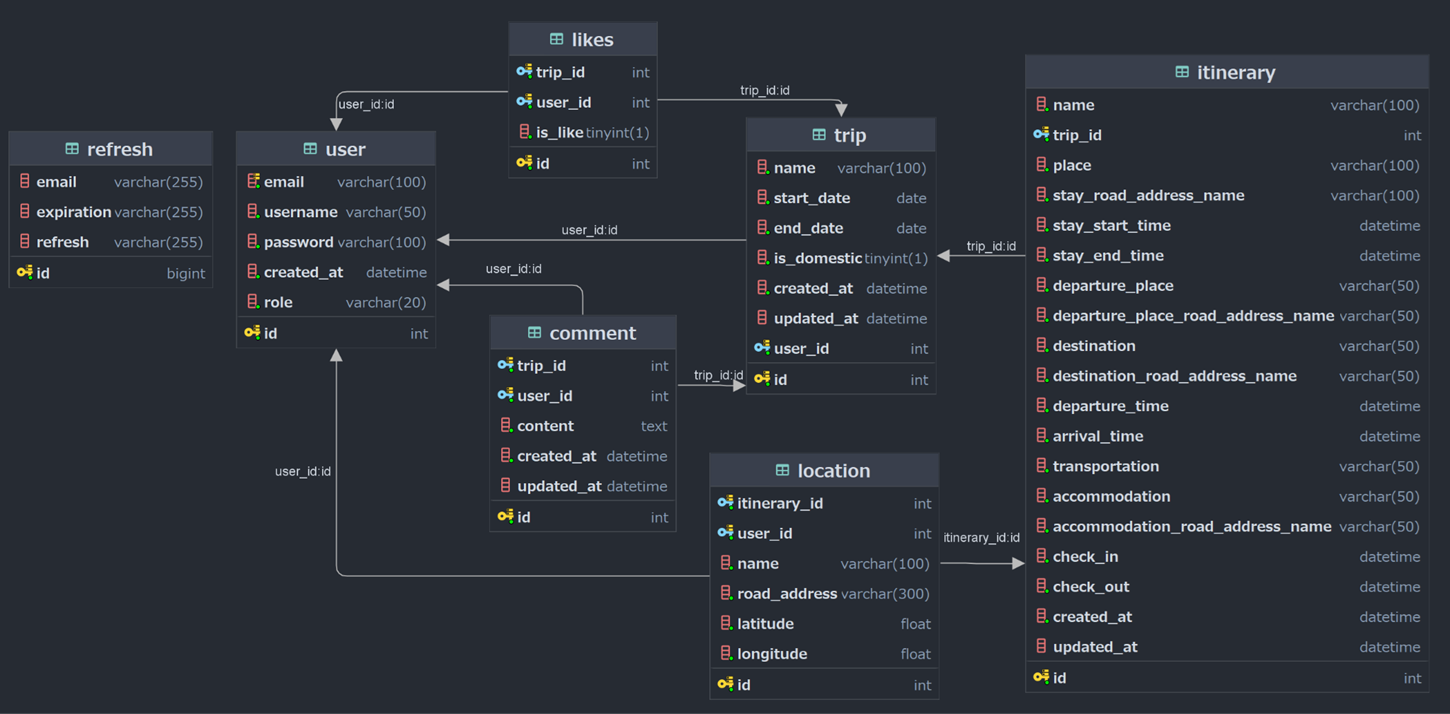 likes
trip_id int
user_id int
is_like tinyint(1)
id int
user_id:id
trip_id:id
refresh
email varchar(255)
expiration varchar(255)
refresh varchar(255)
id bigint
user
email varchar(100)
username varchar(50)
password varchar(100)
created_at datetime
role varchar(20)
id int
trip
name varchar(100)
start_date date
end_date date
is_domestic tinyint(1)
created_at datetime
updated_at datetime
user_id int
id int
user_id:id
user_id:id
trip_id:id
comment
trip_id int
user_id int
content text
created_at datetime
updated_at datetime
id int
trip_id:id
user_id:id
location
itinerary_id int
user_id int
name varchar(100)
road_address varchar(300)
latitude float
longitude float
id int
itinerary_id:id
itinerary
name varchar(100)
trip_id int
place varchar(100)
stay_road_address_name varchar(100)
stay_start_time datetime
stay_end_time datetime
departure_place varchar(50)
departure_place_road_address_name varchar(50)
destination varchar(50)
destination_road_address_name varchar(50)
departure_time datetime
arrival_time datetime
transportation varchar(50)
accommodation varchar(50)
accommodation_road_address_name varchar(50)
check_in datetime
check_out datetime
created_at datetime
updated_at datetime
id int